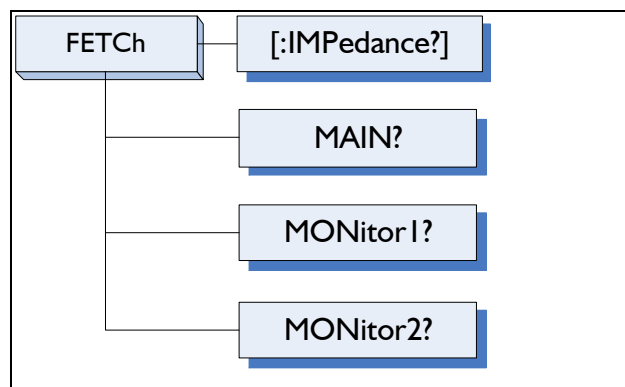 FETCh
[:IMPedance?]
MAIN?
MONitor1?
MONitor2?